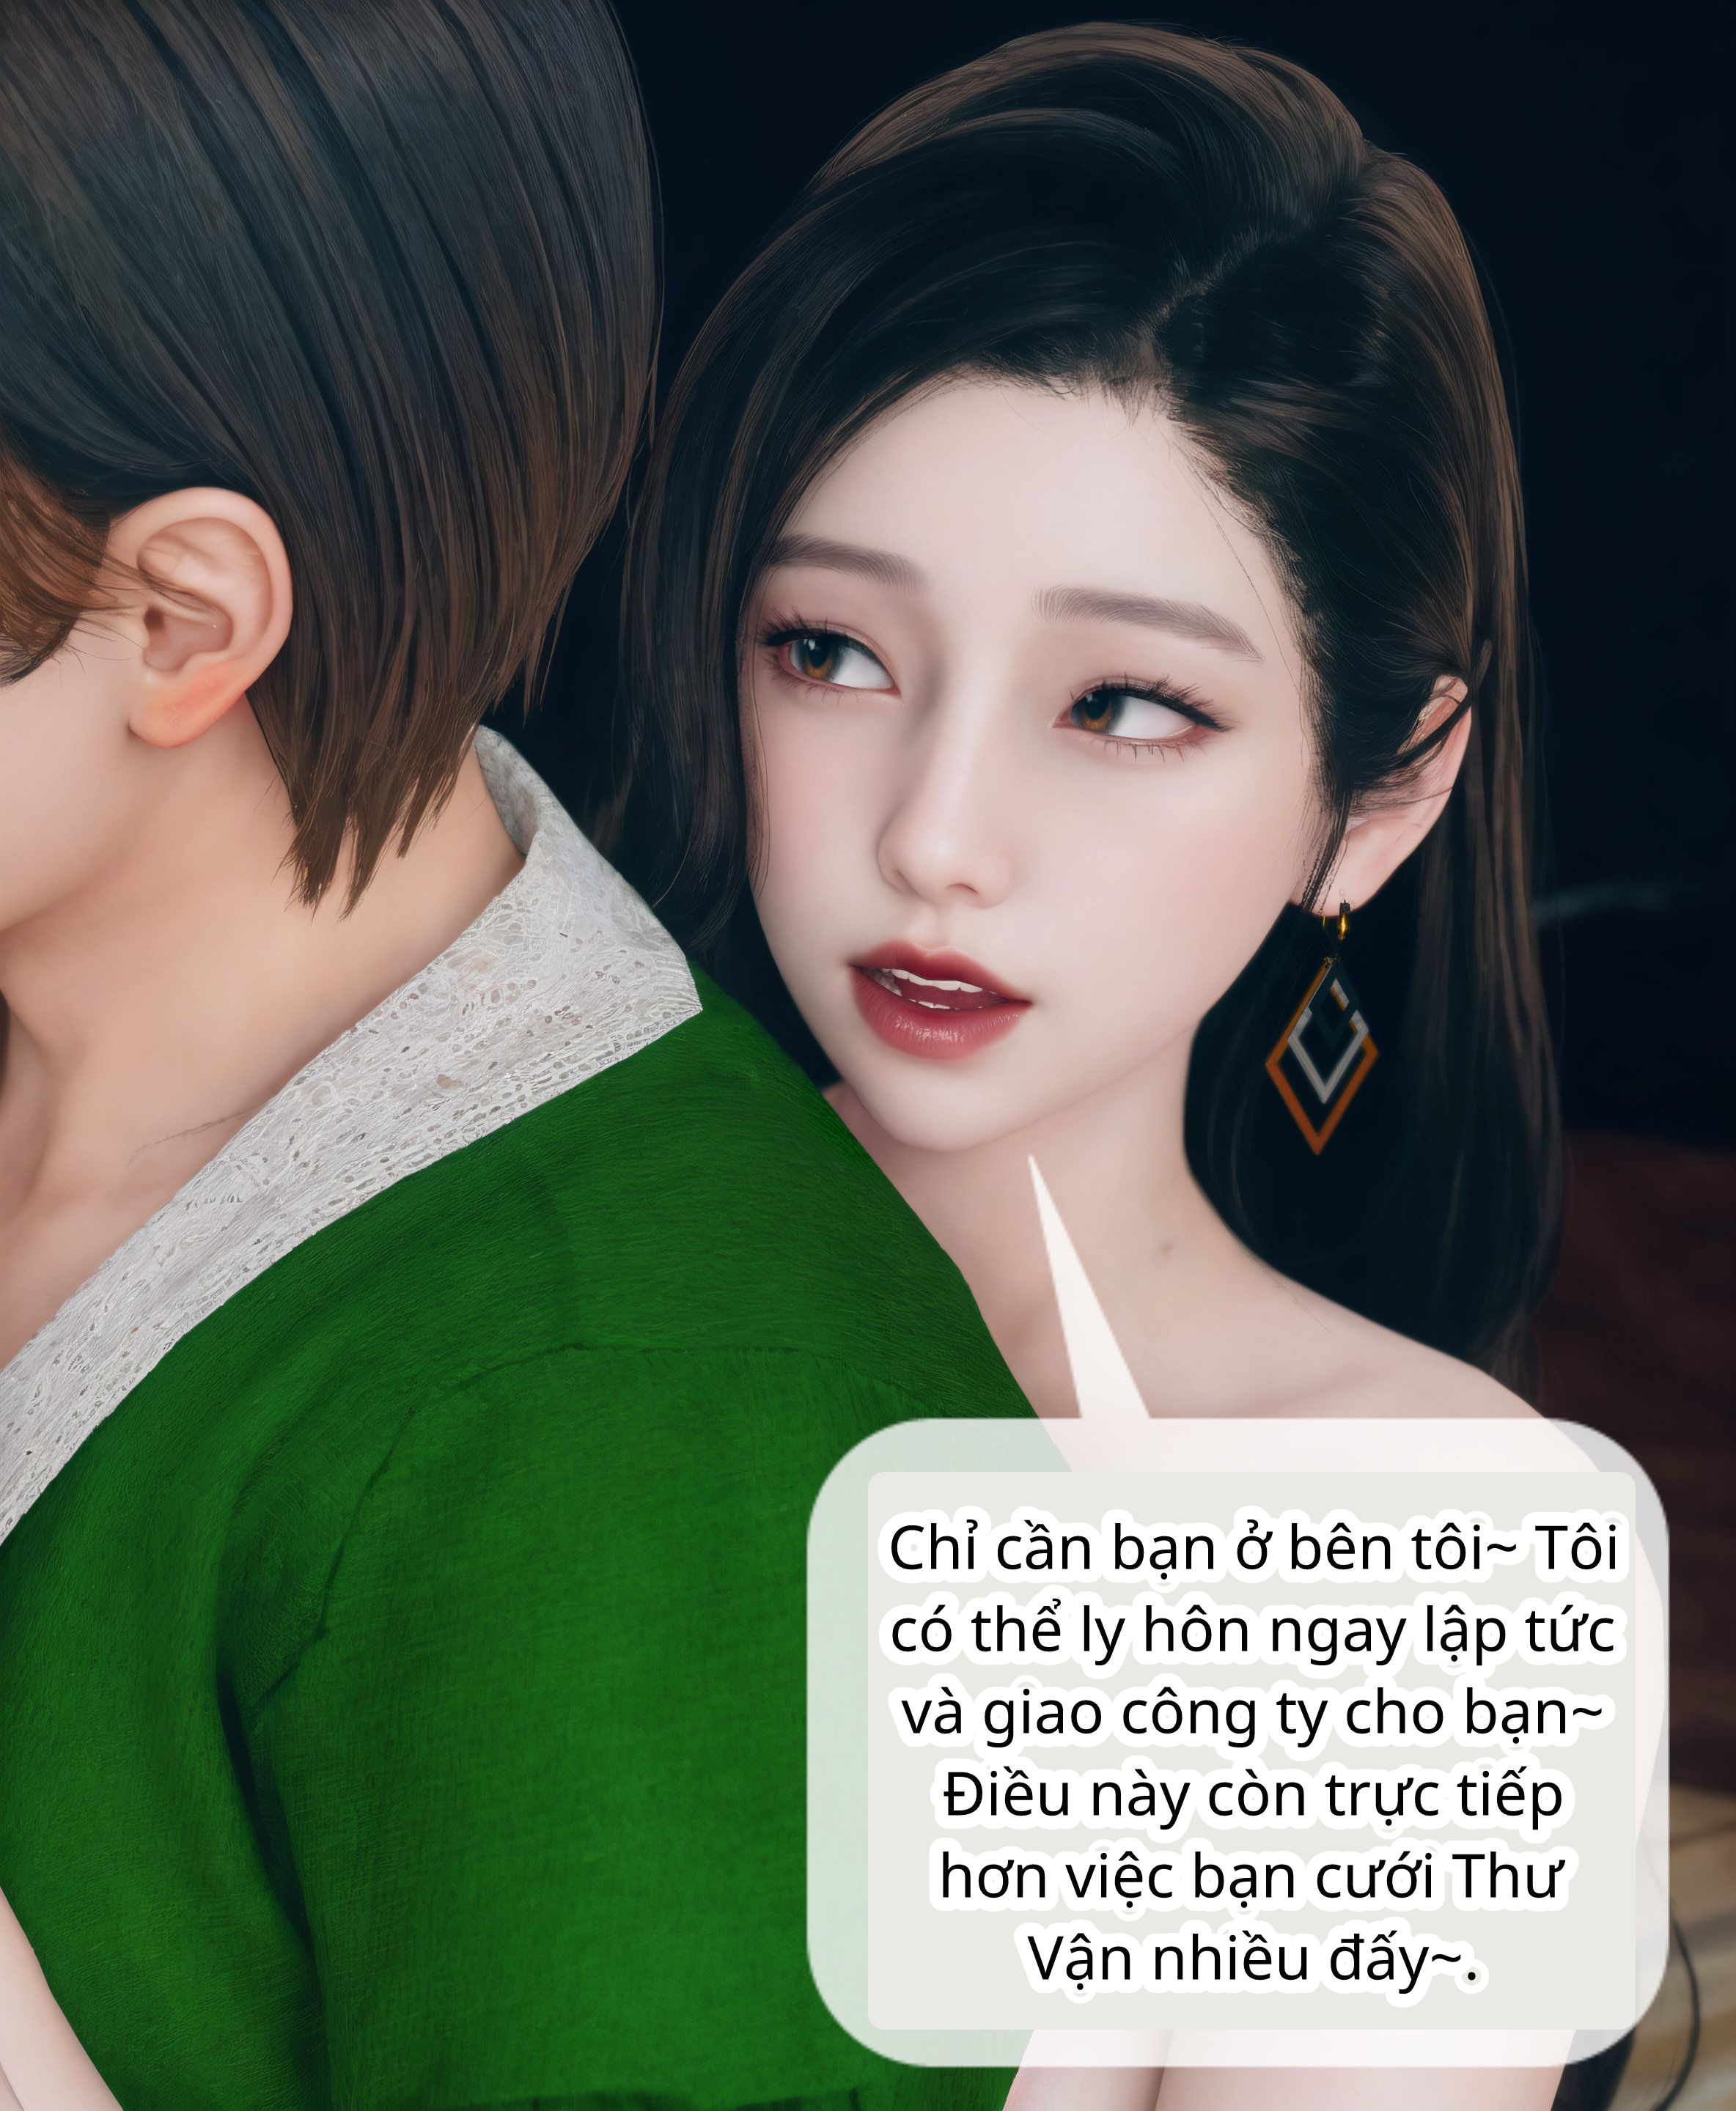 Chỉ cần bạn ở bên tôi~ Tôi
có thể ly hôn ngay lập tức
và giao công ty cho bạn~
Điều này còn trực tiếp
hơn việc bạn cưới Thư
Vận nhiều đấy~.